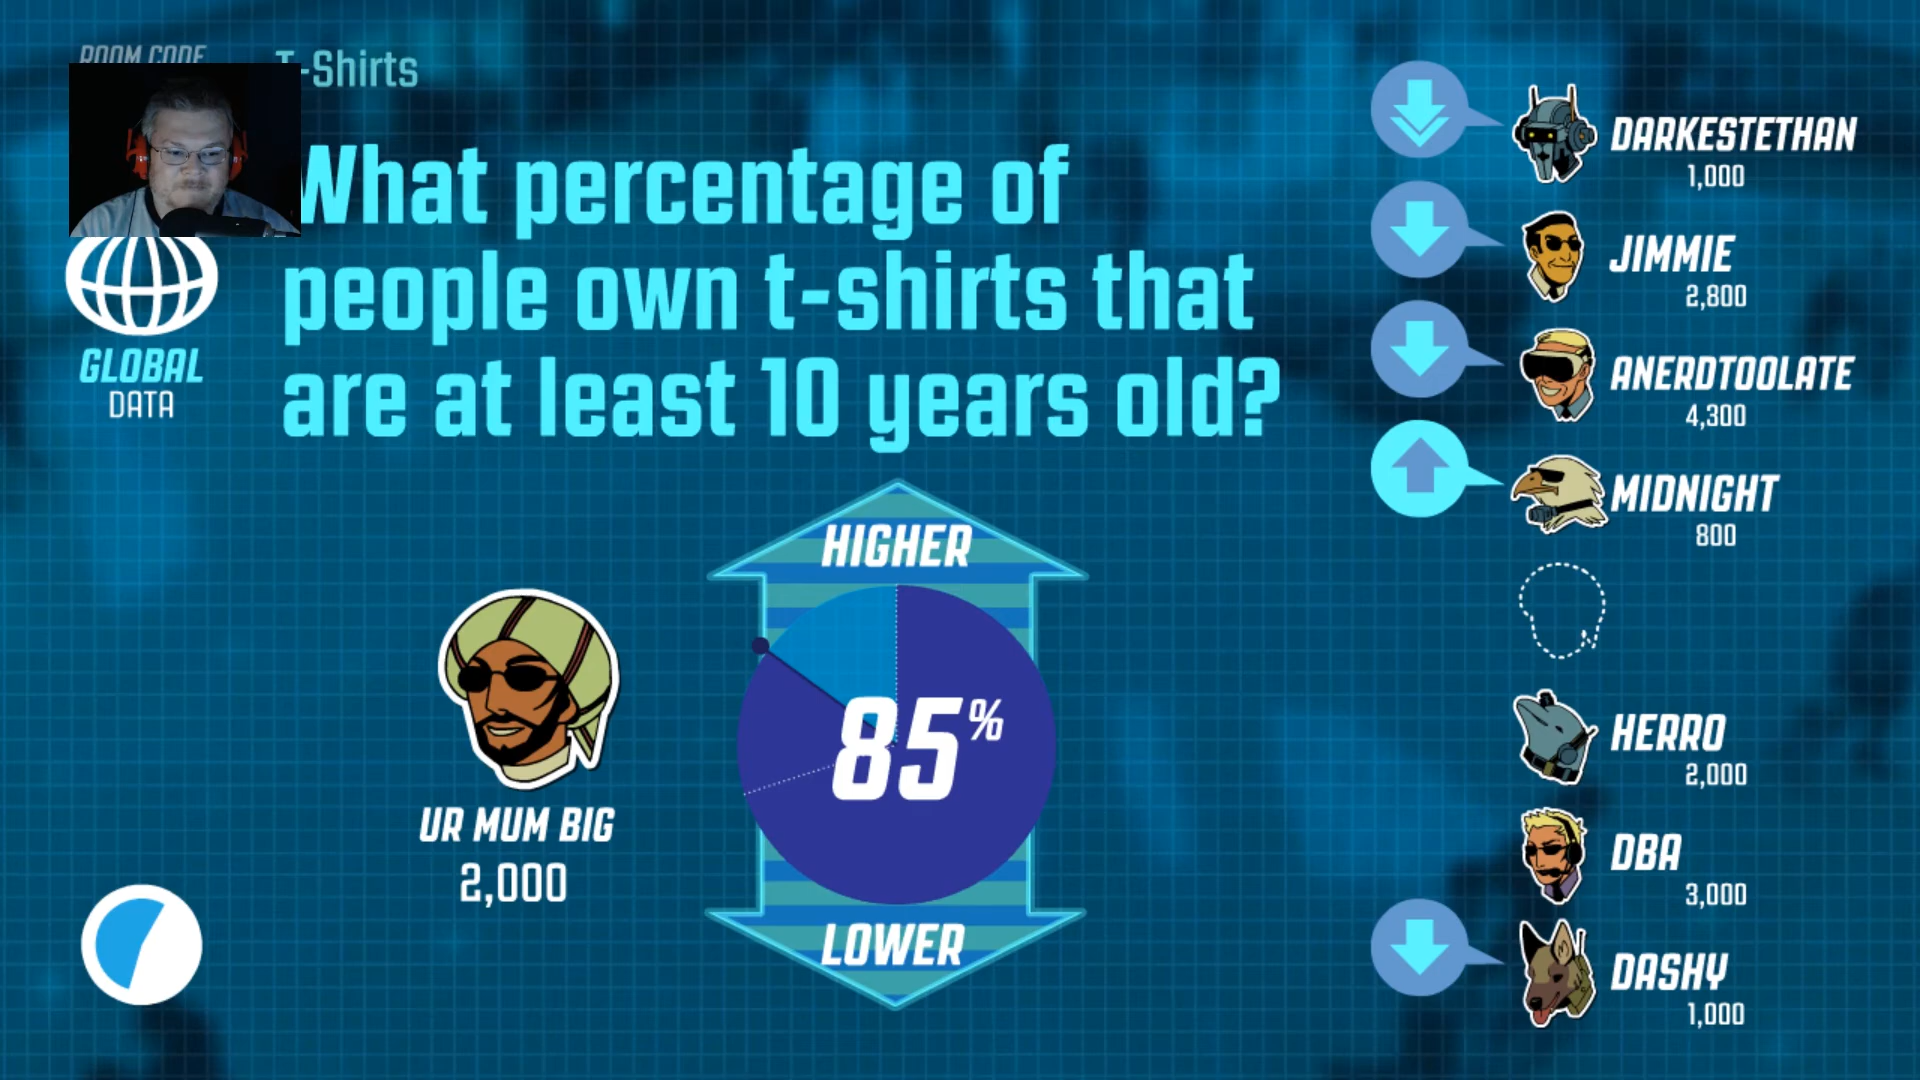 ROOM CODE
T-Shirts
What percentage of
people own t-shirts that
are at least 10 years old?
GLOBAL
DATA
HIGHER
85%
LOWER
UR MUM BIG
2,000
DARKESTETHAN
1,000
JIMMIE
2,800
ANERDTOOLATE
4,300
MIDNIGHT
800
HERRO
2,000
DBA
3,000
DASHY
1,000